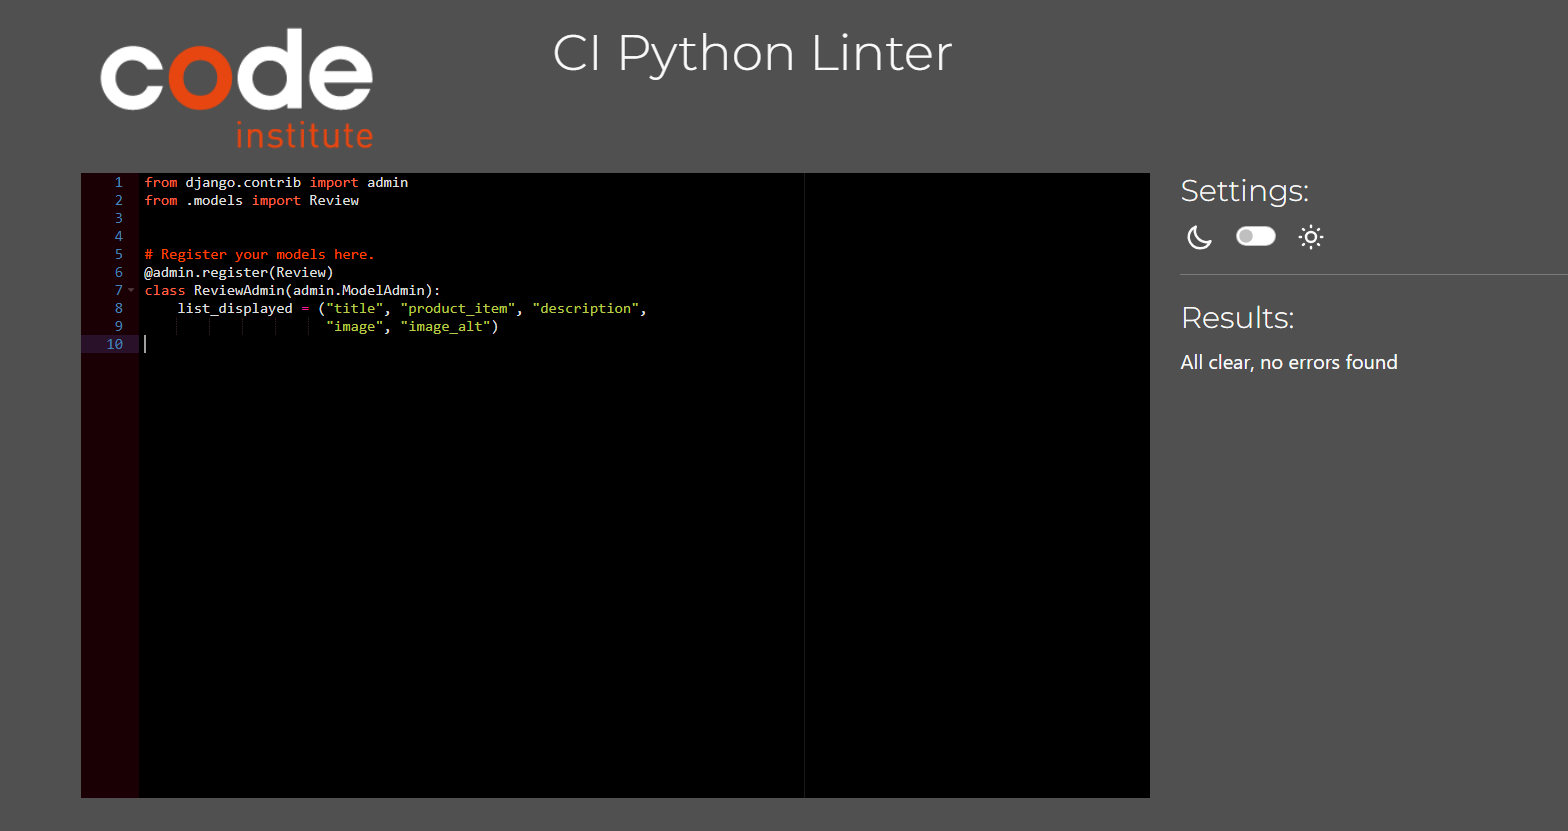 code
institute
CI Python Linter
1 from django.contrib import admin
2 from .models import Review
3
4
5 # Register your models here.
6 @admin.register(Review)
7 class ReviewAdmin(admin.ModelAdmin):
8     list_displayed = ("title", "product_item", "description",
9                       "image", "image_alt")
10
Settings:
Results:
All clear, no errors found